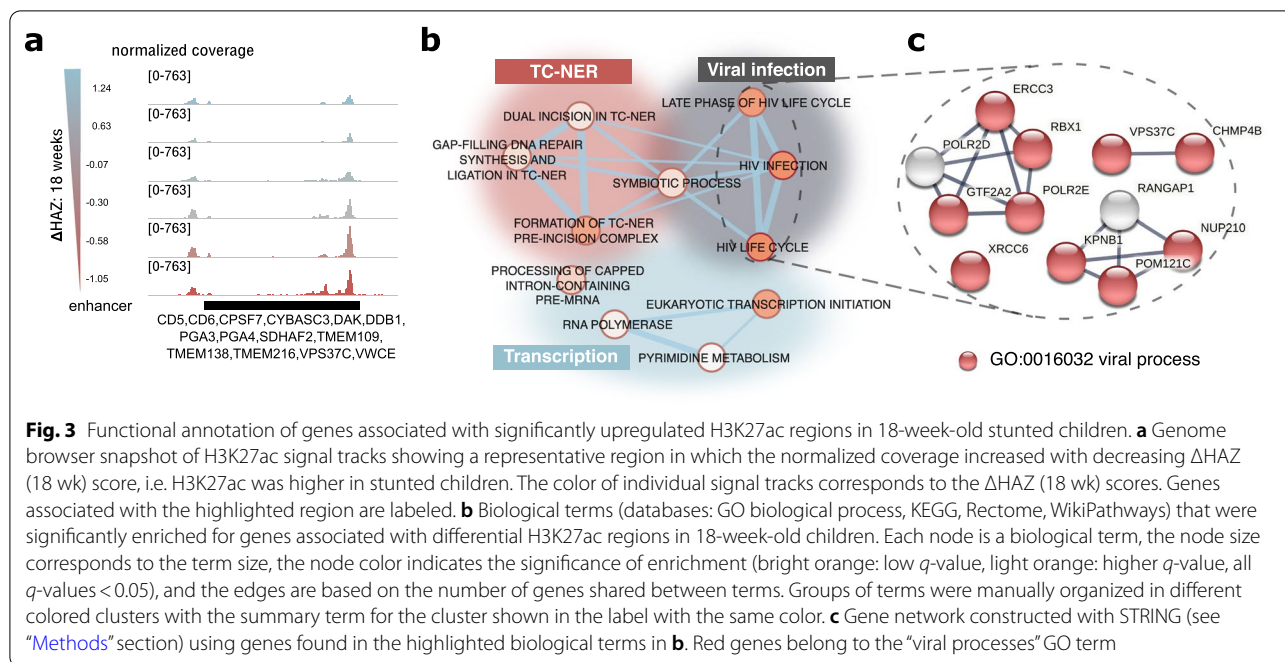 a
normalized coverage
ΔHAZ: 18 weeks
1.24
0.63
-0.07
-0.30
-0.58
-1.05
enhancer
[0-763]
[0-763]
[0-763]
[0-763]
[0-763]
[0-763]
CD5,CD6,CPSF7,CYBASC3,DAK,DDB1,
PGA3,PGA4,SDHAF2,TMEM109,
TMEM138,TMEM216,VPS37C,VWCE
b
TC-NER
Viral infection
LATE PHASE OF HIV LIFE CYCLE
DUAL INCISION IN TC-NER
GAP-FILLING DNA REPAIR
SYNTHESIS AND
LIGATION IN TC-NER
HIV INFECTION
SYMBIOTIC PROCESS
FORMATION OF TC-NER
PRE-INCISION COMPLEX
HIV LIFE CYCLE
PROCESSING OF CAPPED
INTRON-CONTAINING
PRE-MRNA
EUKARYOTIC TRANSCRIPTION INITIATION
RNA POLYMERASE
Transcription
PYRIMIDINE METABOLISM
c
ERCC3
RBX1
VPS37C
CHMP4B
POLR2D
GTF2A2
POLR2E
RANGAP1
NUP210
XRCC6
KPNB1
POM121C
GO:0016032 viral process
Fig. 3 Functional annotation of genes associated with significantly upregulated H3K27ac regions in 18-week-old stunted children. a Genome
browser snapshot of H3K27ac signal tracks showing a representative region in which the normalized coverage increased with decreasing ΔHAZ
(18 wk) score, i.e. H3K27ac was higher in stunted children. The color of individual signal tracks corresponds to the ΔHAZ (18 wk) scores. Genes
associated with the highlighted region are labeled. b Biological terms (databases: GO biological process, KEGG, Rectome, WikiPathways) that were
significantly enriched for genes associated with differential H3K27ac regions in 18-week-old children. Each node is a biological term, the node size
corresponds to the term size, the node color indicates the significance of enrichment (bright orange: low q-value, light orange: higher q-value, all
q-values < 0.05), and the edges are based on the number of genes shared between terms. Groups of terms were manually organized in different
colored clusters with the summary term for the cluster shown in the label with the same color. c Gene network constructed with STRING (see
"Methods" section) using genes found in the highlighted biological terms in b. Red genes belong to the "viral processes" GO term